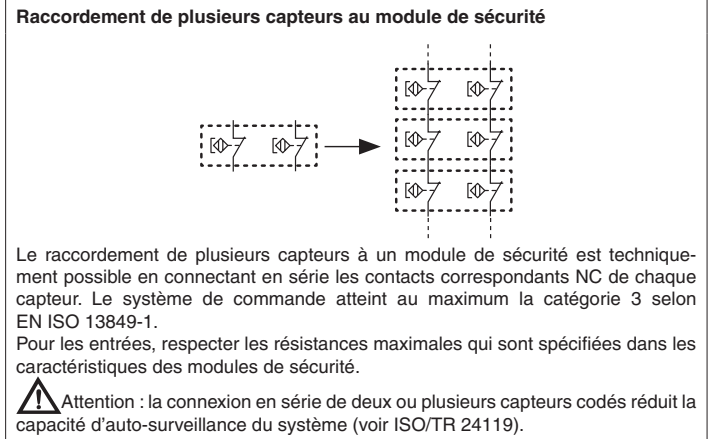 Raccordement de plusieurs capteurs au module de sécurité
Le raccordement de plusieurs capteurs à un module de sécurité est technique-
ment possible en connectant en série les contacts correspondants NC de chaque
capteur. Le système de commande atteint au maximum la catégorie 3 selon
EN ISO 13849-1.
Pour les entrées, respecter les résistances maximales qui sont spécifiées dans les
caractéristiques des modules de sécurité.
Attention : la connexion en série de deux ou plusieurs capteurs codés réduit la
capacité d'auto-surveillance du système (voir ISO/TR 24119).